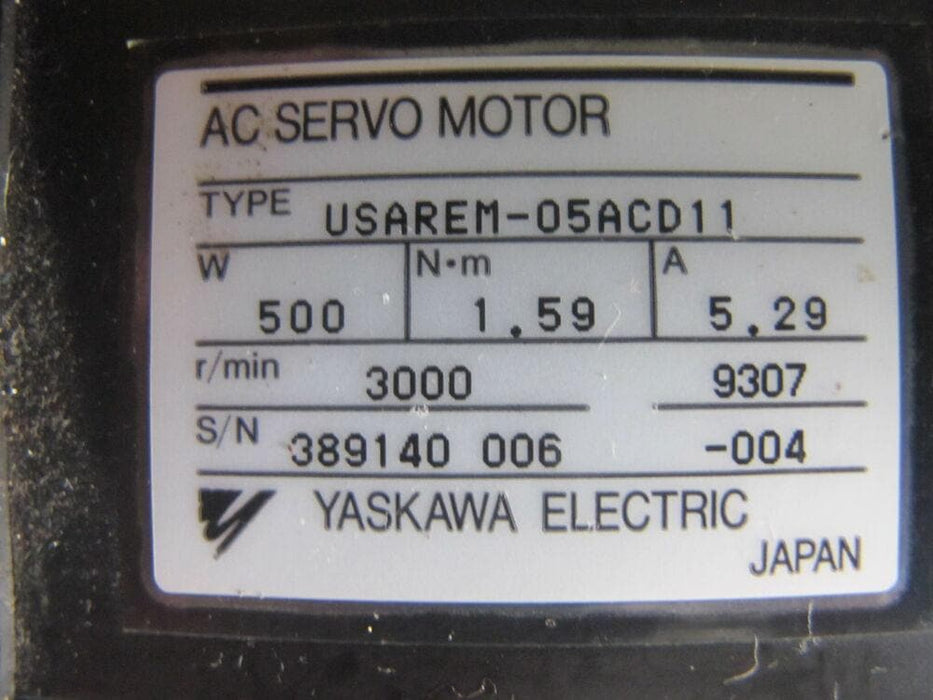 AC SERVO MOTOR
TYPE USAREM-05ACD11
W 500 N·m 1.59 A 5.29
r/min 3000 9307
S/N 389140 006 -004
YASKAWA ELECTRIC
JAPAN